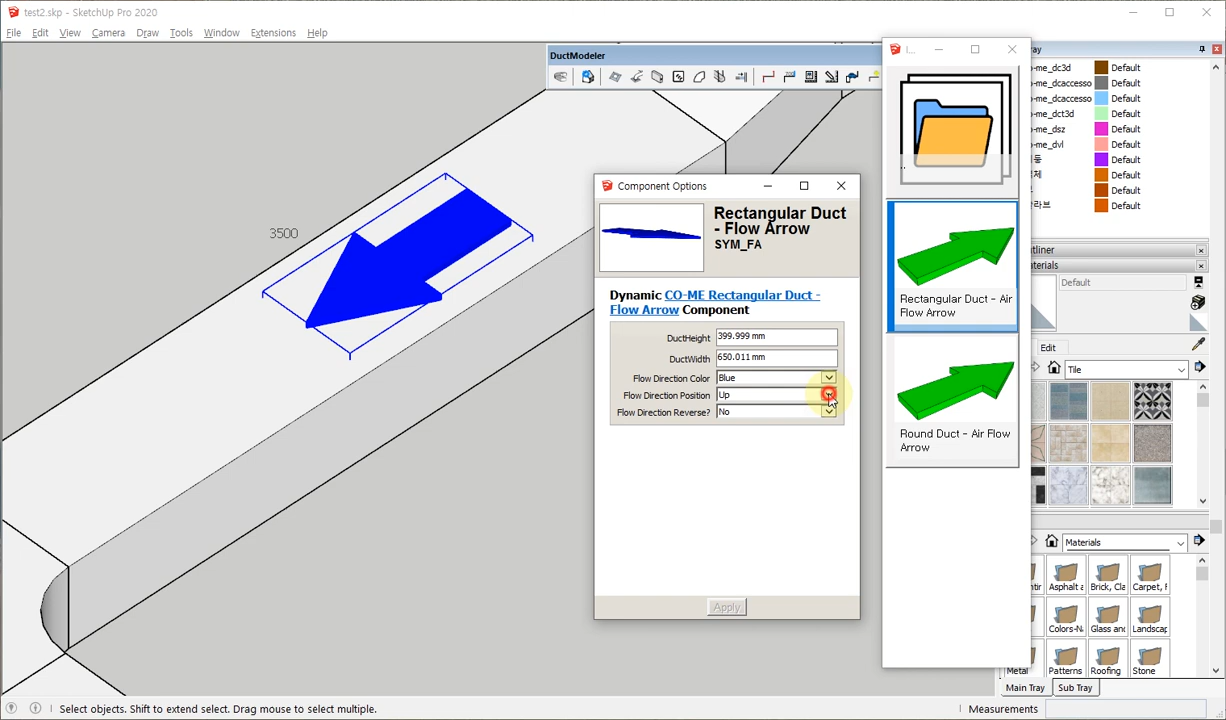 test2.skp - SketchUp Pro 2020
File Edit View Camera Draw Tools Window Extensions Help
DuctModeler
3500
Component Options
Rectangular Duct
- Flow Arrow
SYM_FA
Dynamic CO-ME Rectangular Duct -
Flow Arrow Component
DuctHeight 399.999 mm
DuctWidth 650.011 mm
Flow Direction Color Blue
Flow Direction Position Up
Flow Direction Reverse? No
Apply
I...
Rectangular Duct - Air
Flow Arrow
Round Duct - Air Flow
Arrow
ray
o-me_dc3d Default
o-me_dcaccesso Default
o-me_dcaccesso Default
o-me_dct3d Default
o-me_dsz Default
o-me_dvl Default
Default
Default
Default
라브 Default
tliner
aterials
Default
Edit
Tile
Materials
Asphalt a Brick, Cla Carpet, F
Colors-Na Glass and Landscap
Metal Patterns Roofing Stone
Main Tray Sub Tray
Select objects. Shift to extend select. Drag mouse to select multiple.
Measurements